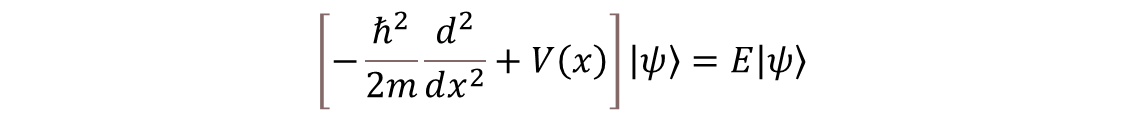 [-ħ²/2m d²/dx² + V(x)] |ψ⟩ = E|ψ⟩